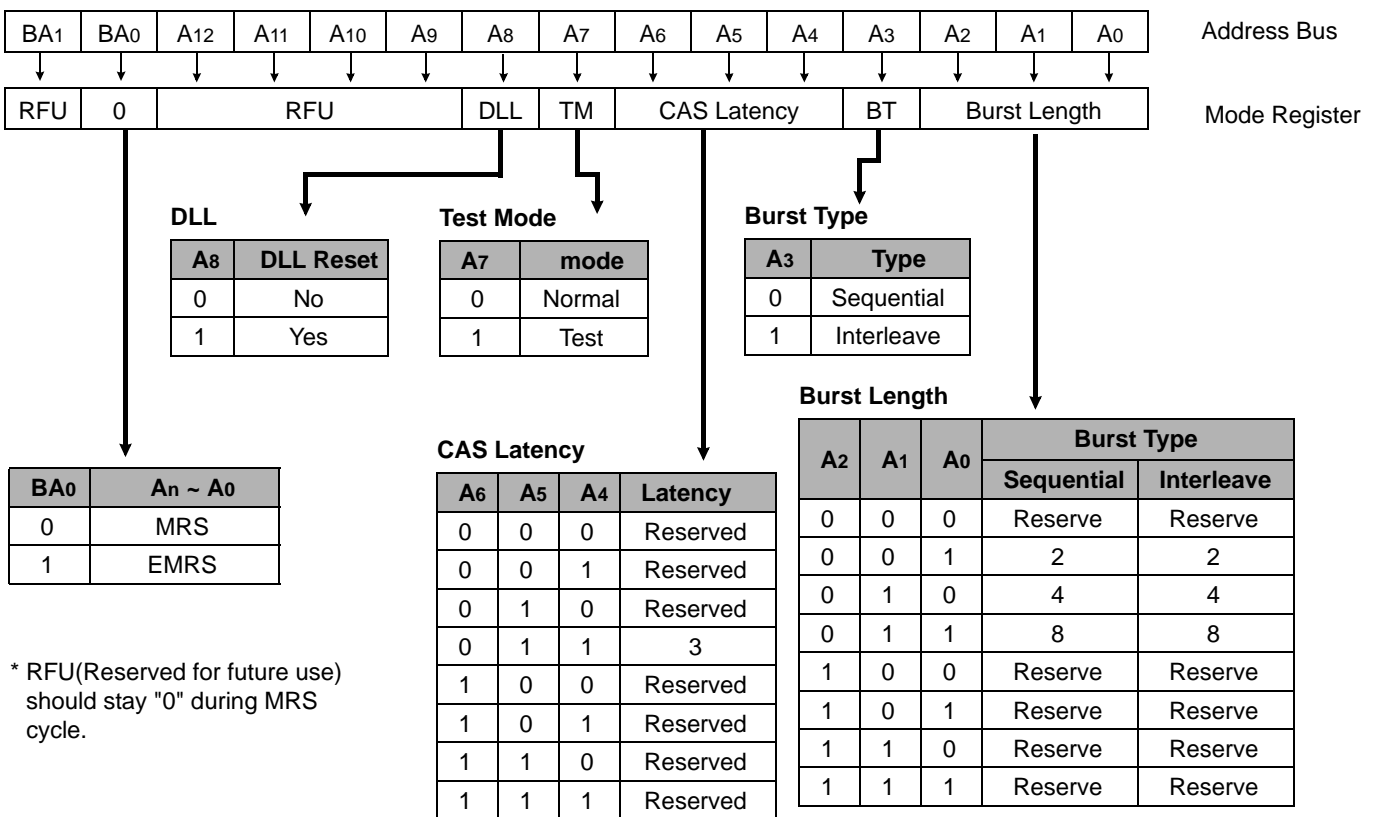 BA1 BA0 A12 A11 A10 A9 A8 A7 A6 A5 A4 A3 A2 A1 A0 Address Bus
RFU 0 RFU DLL TM CAS Latency BT Burst Length Mode Register
DLL
A8 DLL Reset
0 No
1 Yes
Test Mode
A7 mode
0 Normal
1 Test
Burst Type
A3 Type
0 Sequential
1 Interleave
BA0 An ~ A0
0 MRS
1 EMRS
* RFU(Reserved for future use)
should stay "0" during MRS
cycle.
CAS Latency
A6 A5 A4 Latency
0 0 0 Reserved
0 0 1 Reserved
0 1 0 Reserved
0 1 1 3
1 0 0 Reserved
1 0 1 Reserved
1 1 0 Reserved
1 1 1 Reserved
Burst Length
A2 A1 A0 Burst Type
Sequential Interleave
0 0 0 Reserve Reserve
0 0 1 2 2
0 1 0 4 4
0 1 1 8 8
1 0 0 Reserve Reserve
1 0 1 Reserve Reserve
1 1 0 Reserve Reserve
1 1 1 Reserve Reserve